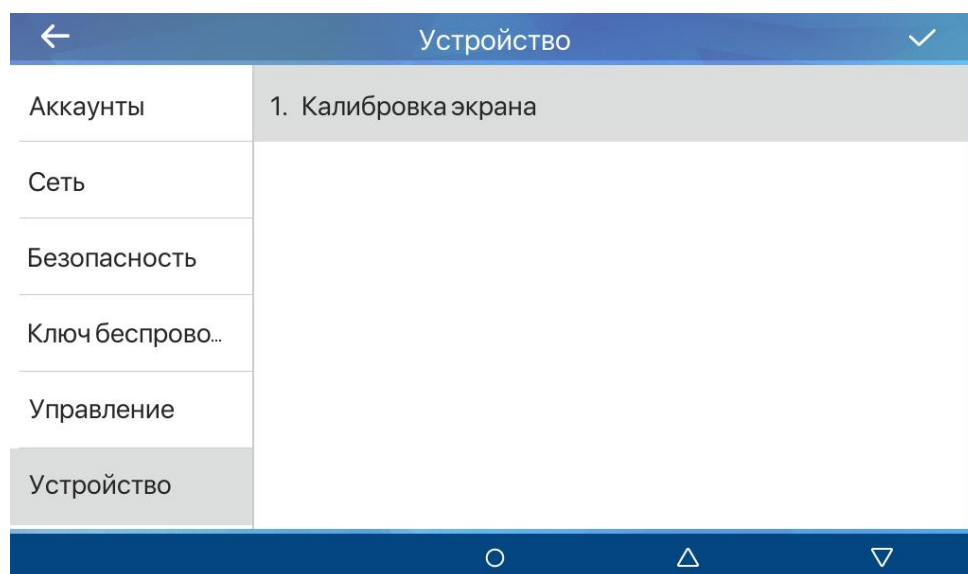 Устройство
Аккаунты
Сеть
Безопасность
Ключ беспрово...
Управление
Устройство
1. Калибровка экрана